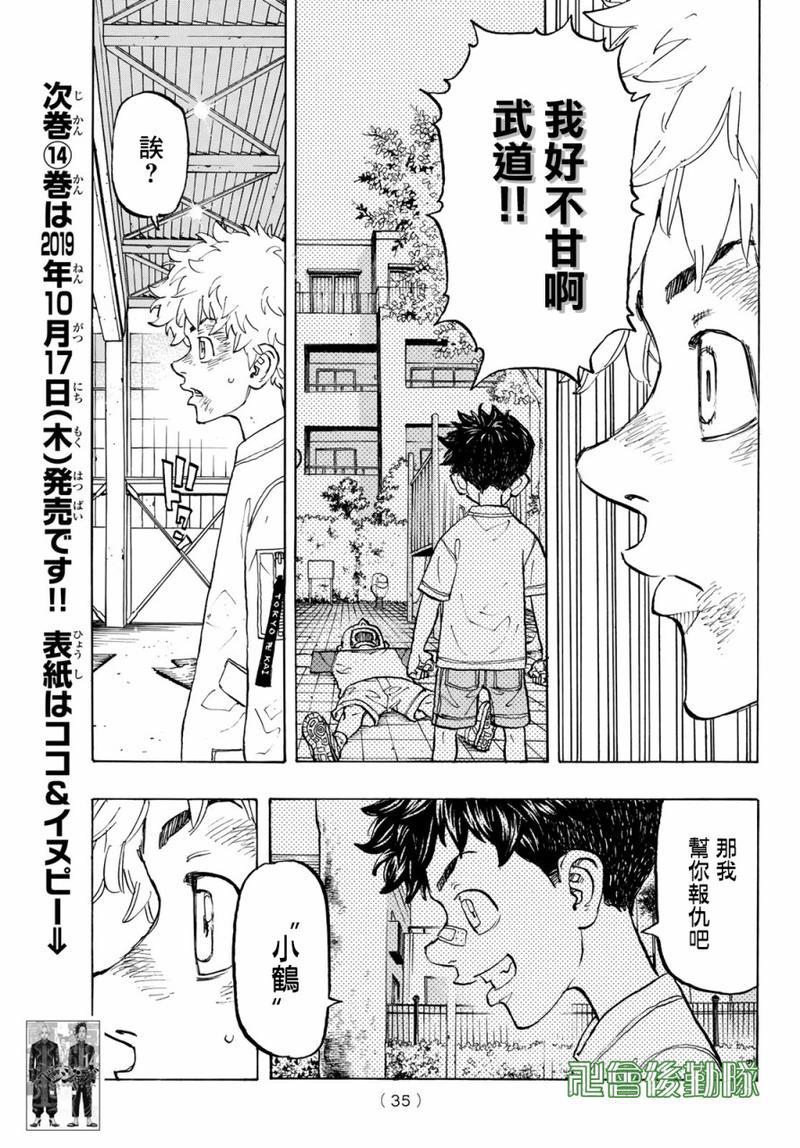 我好不甘啊
武道!!
誒?
TOKYO 卍 KAI
那我
幫你報仇吧
"小鶴"
次巻⑭巻は2019年10月17日(木)発売です!! 表紙はココ&イヌピー⇓
卍會後勤隊
( 35 )